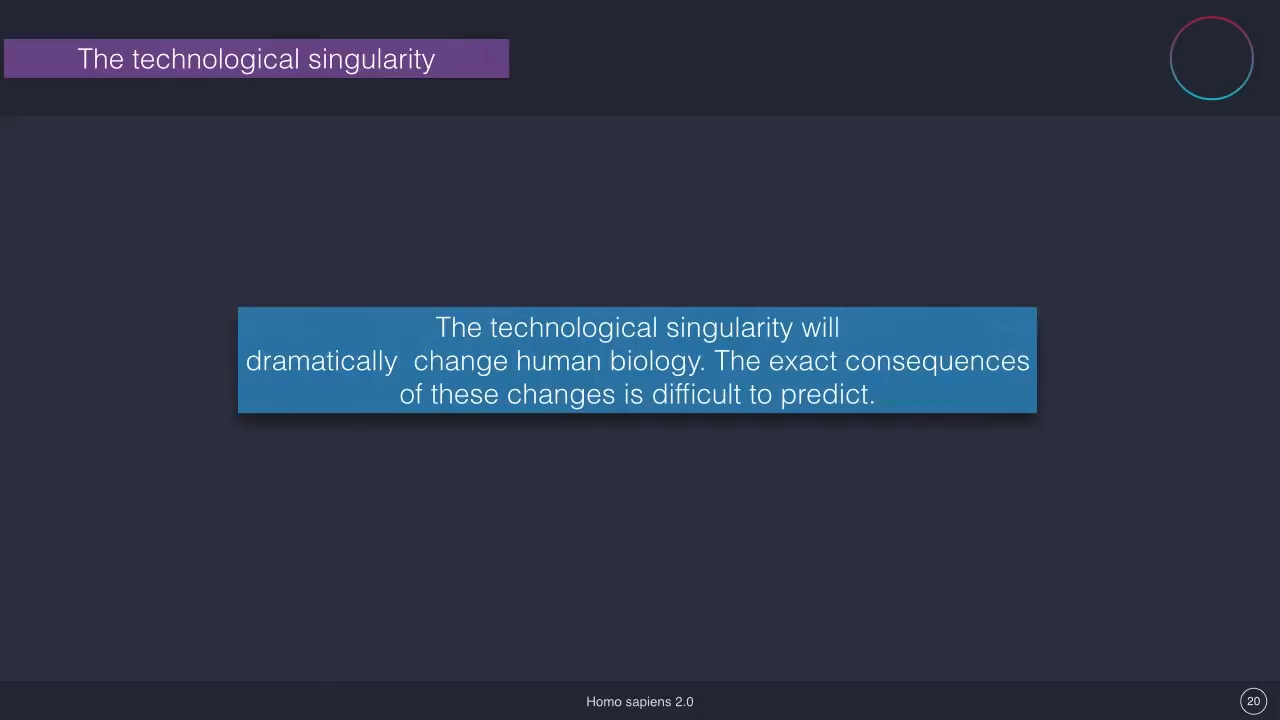 The technological singularity
The technological singularity will
dramatically  change human biology. The exact consequences
of these changes is difficult to predict.
Homo sapiens 2.0
20